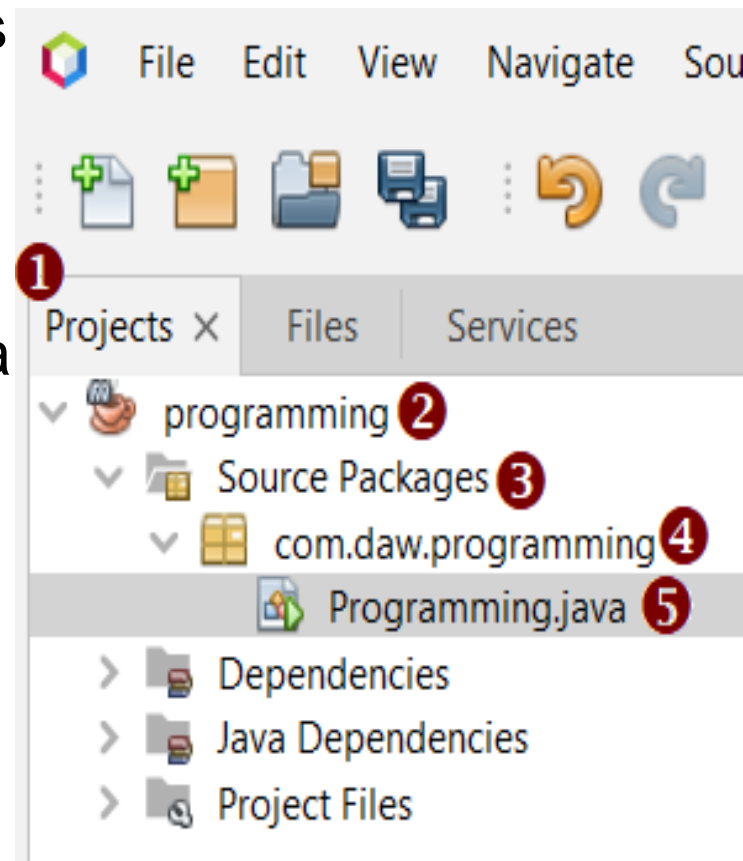 s
File Edit View Navigate Sou
1
Projects × Files Services
a
programming 2
Source Packages 3
com.daw.programming 4
Programming.java 5
Dependencies
Java Dependencies
Project Files